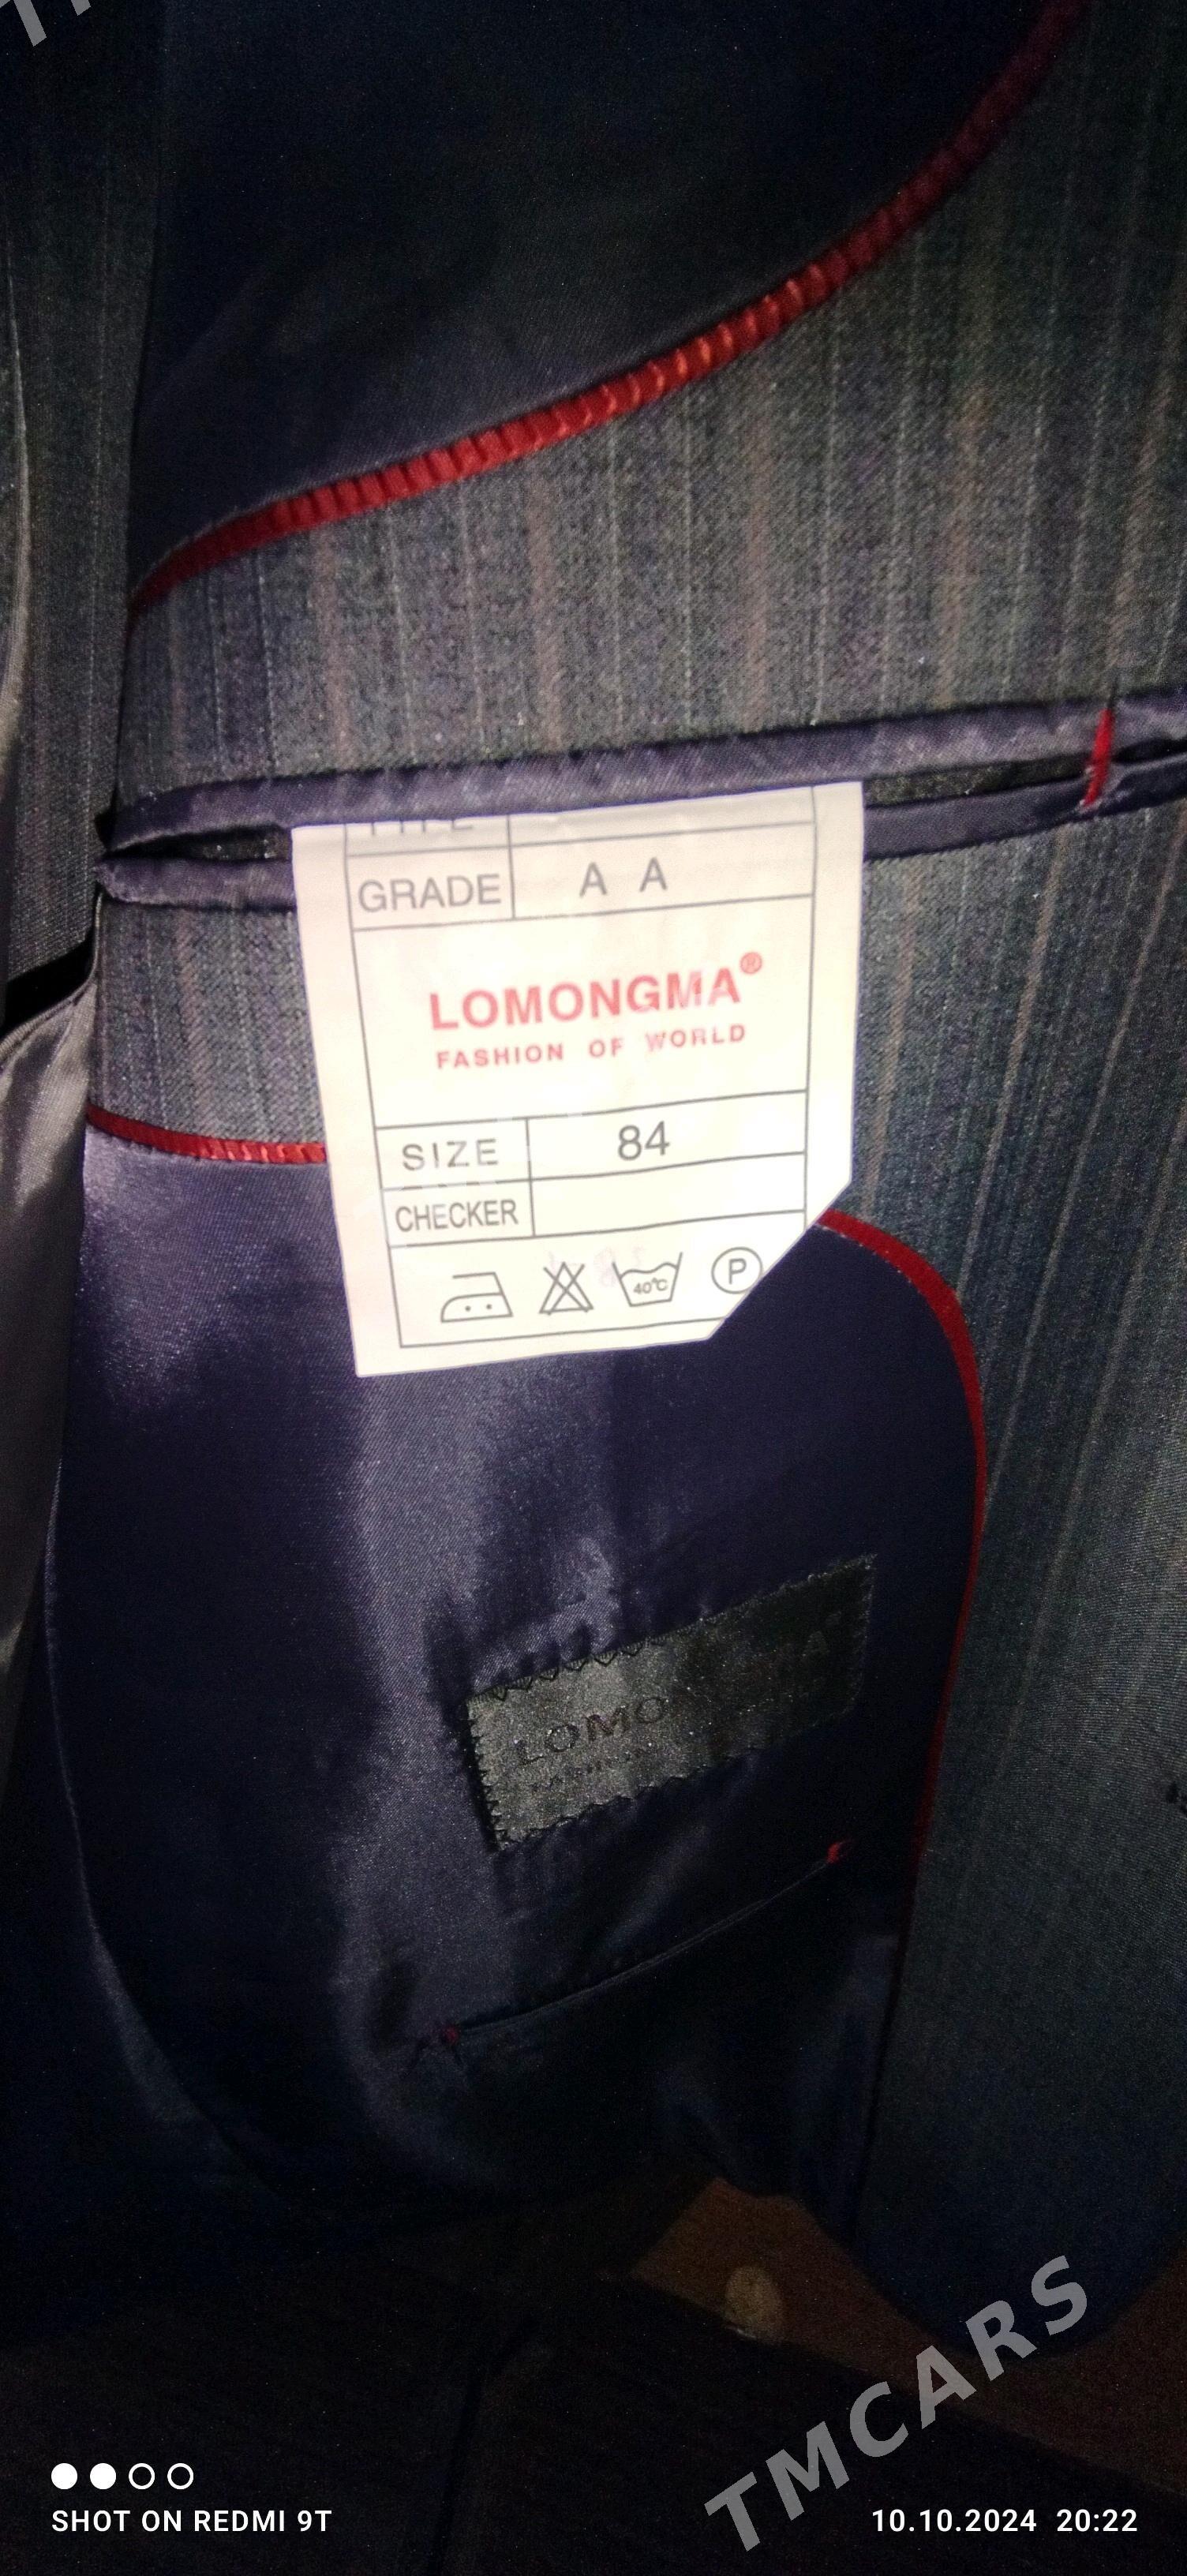 GRADE A A
LOMONGMA®
FASHION OF WORLD
SIZE 84
CHECKER
40°C P
LOMO
TMCARS
SHOT ON REDMI 9T
10.10.2024 20:22